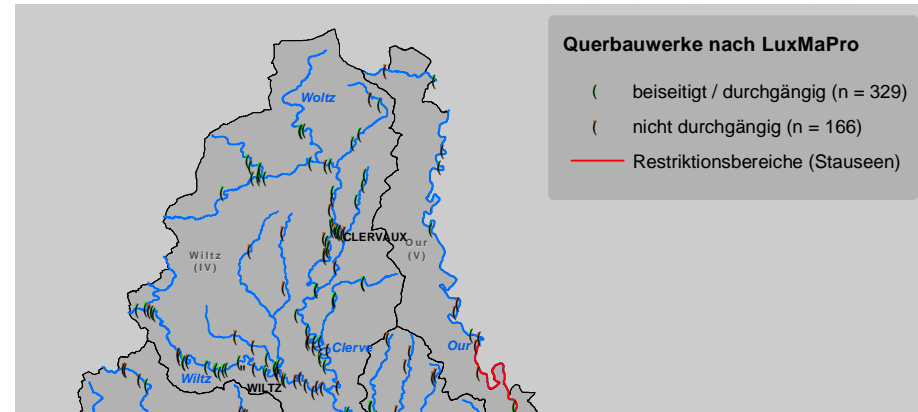 Querbauwerke nach LuxMaPro
beiseitigt / durchgängig (n = 329)
nicht durchgängig (n = 166)
Restriktionsbereiche (Stauseen)
Woltz
CLERVAUX
Our
(V)
Wiltz
(IV)
Clerve
Our
Wiltz
WILTZ